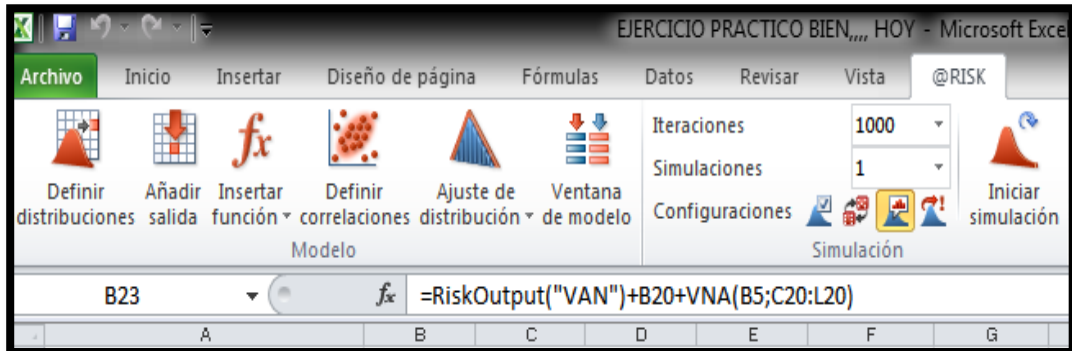 EJERCICIO PRACTICO BIEN,,,, HOY - Microsoft Excel
Archivo Inicio Insertar Diseño de página Fórmulas Datos Revisar Vista @RISK
Definir distribuciones
Añadir salida
fx
Insertar función
Definir correlaciones
Ajuste de distribución
Ventana de modelo
Modelo
Iteraciones 1000
Simulaciones 1
Configuraciones
Iniciar simulación
Simulación
B23 fx =RiskOutput("VAN")+B20+VNA(B5;C20:L20)
A B C D E F G